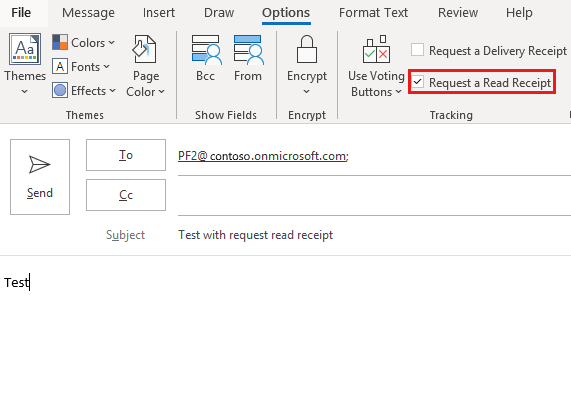 File Message Insert Draw Options Format Text Review Help
Themes Colors Fonts Effects Page Color
Bcc From
Encrypt
Use Voting Buttons Request a Delivery Receipt
Request a Read Receipt
Themes Show Fields Encrypt Tracking
Send
To PF2@contoso.onmicrosoft.com;
Cc
Subject Test with request read receipt
Test